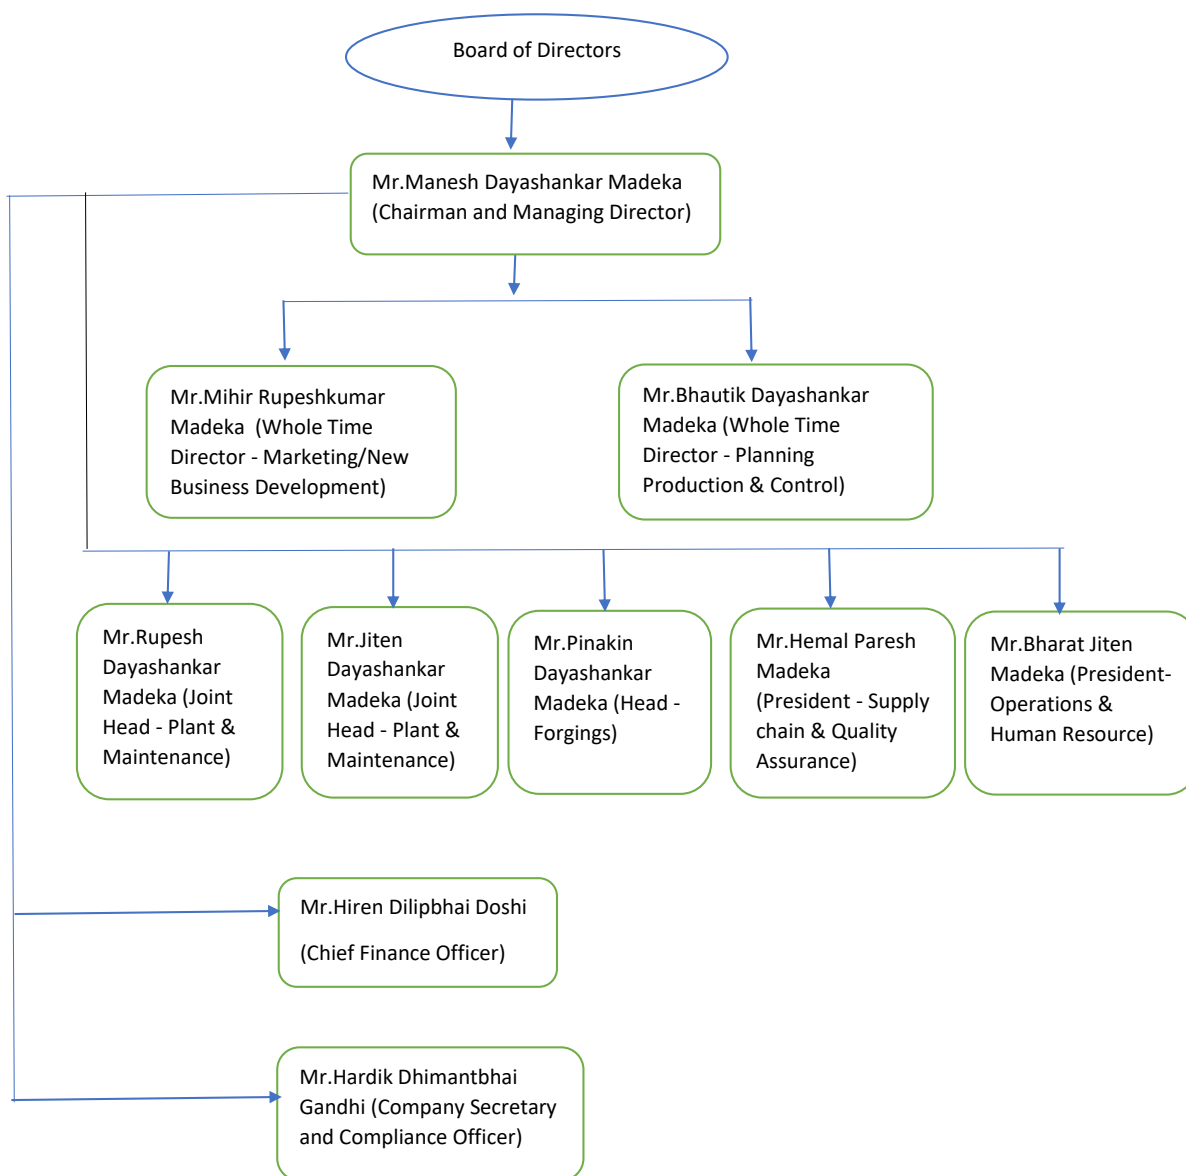 Board of Directors
Mr.Manesh Dayashankar Madeka
(Chairman and Managing Director)
Mr.Mihir Rupeshkumar
Madeka  (Whole Time
Director - Marketing/New
Business Development)
Mr.Bhautik Dayashankar
Madeka (Whole Time
Director - Planning
Production & Control)
Mr.Rupesh
Dayashankar
Madeka (Joint
Head - Plant &
Maintenance)
Mr.Jiten
Dayashankar
Madeka (Joint
Head - Plant &
Maintenance)
Mr.Pinakin
Dayashankar
Madeka (Head -
Forgings)
Mr.Hemal Paresh
Madeka
(President - Supply
chain & Quality
Assurance)
Mr.Bharat Jiten
Madeka (President-
Operations &
Human Resource)
Mr.Hiren Dilipbhai Doshi
(Chief Finance Officer)
Mr.Hardik Dhimantbhai
Gandhi (Company Secretary
and Compliance Officer)